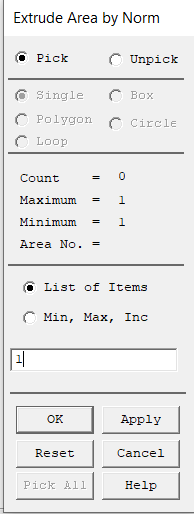 Extrude Area by Norm
Pick Unpick
Single Box
Polygon Circle
Loop
Count = 0
Maximum = 1
Minimum = 1
Area No. =
List of Items
Min, Max, Inc
1
OK Apply
Reset Cancel
Pick All Help